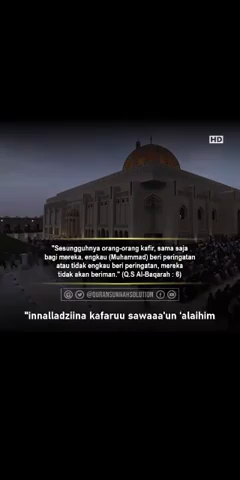 HD
"Sesungguhnya orang-orang kafir, sama saja
bagi mereka, engkau (Muhammad) beri peringatan
atau tidak engkau beri peringatan, mereka
tidak akan beriman." (Q.S Al-Baqarah : 6)
@QURANSUNNAHSOLUTION
"innalladziina kafaruu sawaaa'un 'alaihim